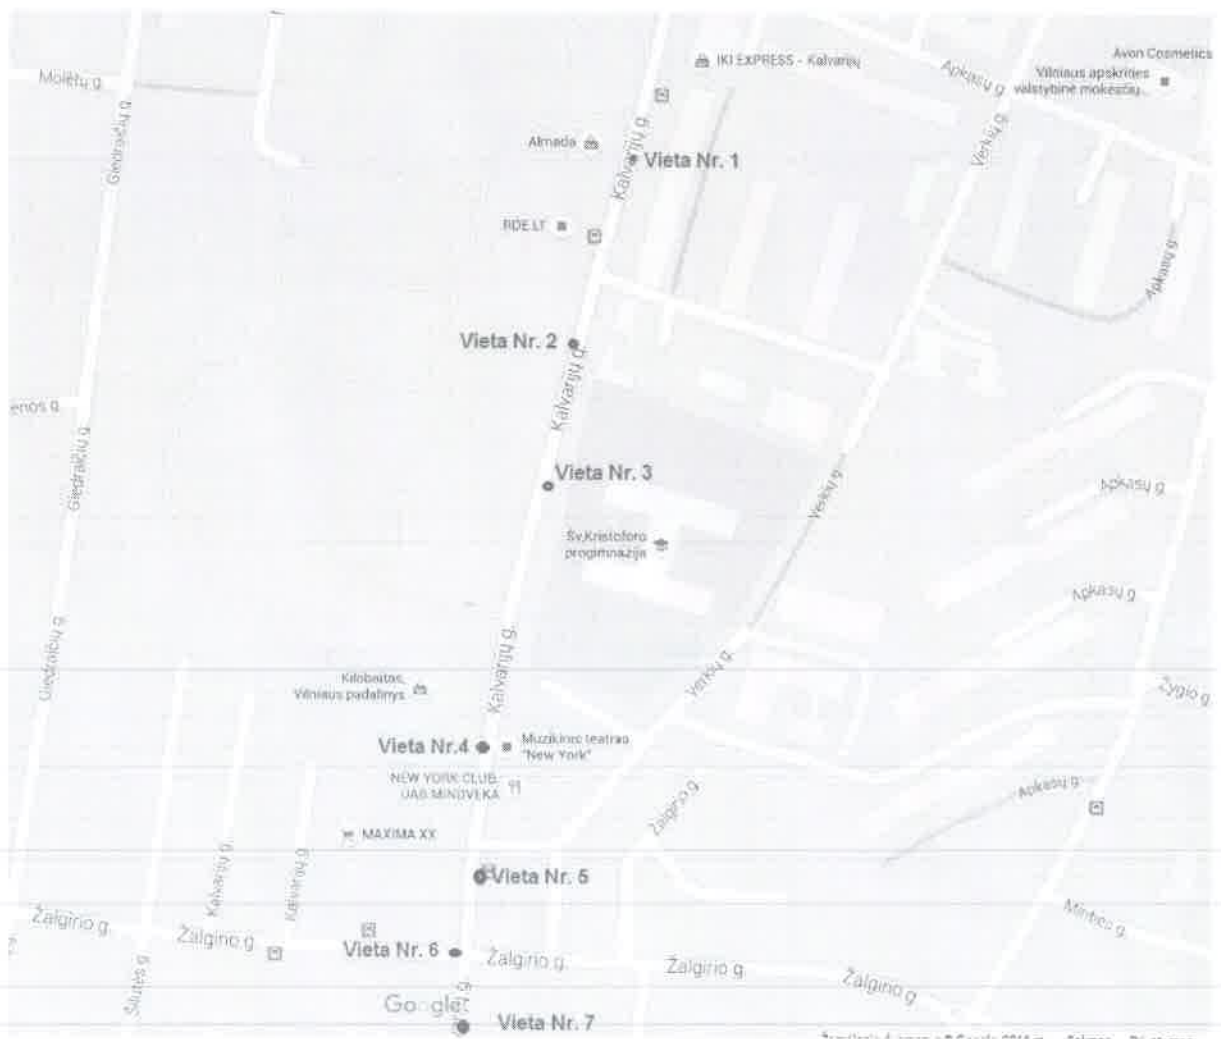 IKI EXPRESS - Kalvarijų
Avon Cosmetics
Vilniaus apskrities
valstybinė mokesčių...
Apkasų g
Molėtų g.
Giedraičių g.
Almada
Kalvarijų g.
Vieta Nr. 1
Verkių g.
RDE.LT
Apkasų g
Vieta Nr. 2
Kalvarijų g.
enos g.
Giedraičių g.
Vieta Nr. 3
Verkių g
Apkasų g
Šv.Kristoforo
progimnazija
Apkasų g
Giedraičių g.
Kalvarijų g.
Verkių g
Kilobaitas,
Vilniaus padalinys
Žygio g
Vieta Nr.4
Muzikinis teatras
"New York"
NEW YORK CLUB,
UAB MINDVEKA
Žalgirio g
Apkasų g
MAXIMA XX
Kalvarijų g.
Kalvarijų g
Vieta Nr. 5
Žalgirio g
Žalgirio g
Minties g
Vieta Nr. 6
Žalgirio g.
Žalgirio g
Žalgirio g
Šilutės g
Google
Vieta Nr. 7